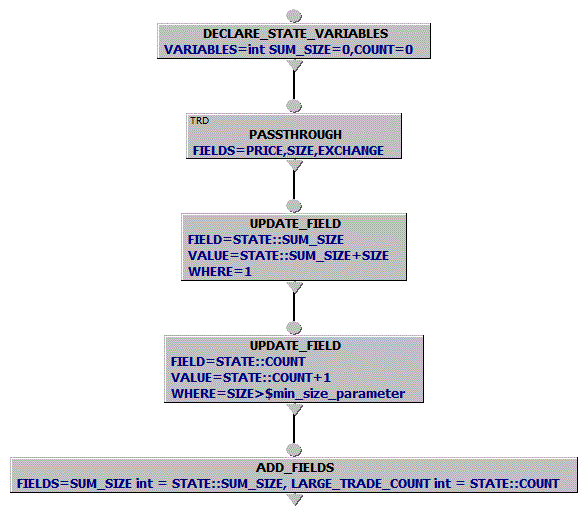 DECLARE_STATE_VARIABLES
VARIABLES=int SUM_SIZE=0,COUNT=0
TRD
PASSTHROUGH
FIELDS=PRICE,SIZE,EXCHANGE
UPDATE_FIELD
FIELD=STATE::SUM_SIZE
VALUE=STATE::SUM_SIZE+SIZE
WHERE=1
UPDATE_FIELD
FIELD=STATE::COUNT
VALUE=STATE::COUNT+1
WHERE=SIZE>$min_size_parameter
ADD_FIELDS
FIELDS=SUM_SIZE int = STATE::SUM_SIZE, LARGE_TRADE_COUNT int = STATE::COUNT